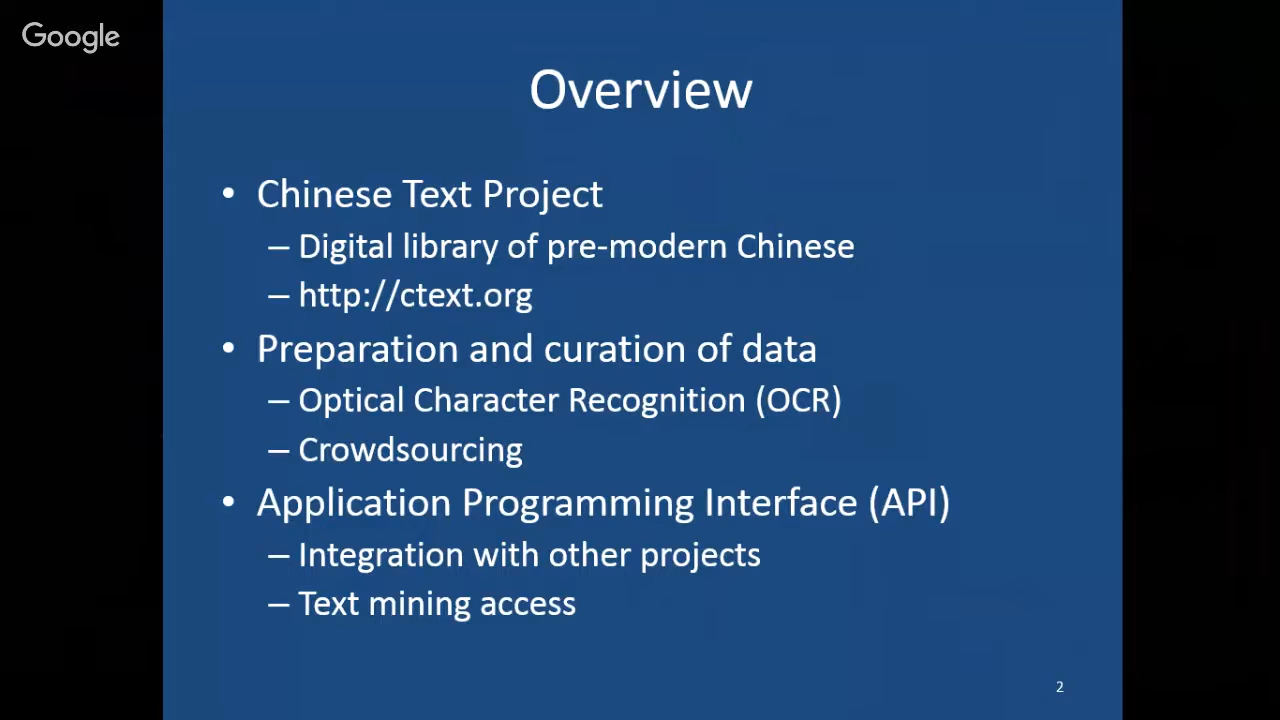 Google
Overview
• Chinese Text Project
– Digital library of pre-modern Chinese
– http://ctext.org
• Preparation and curation of data
– Optical Character Recognition (OCR)
– Crowdsourcing
• Application Programming Interface (API)
– Integration with other projects
– Text mining access
2